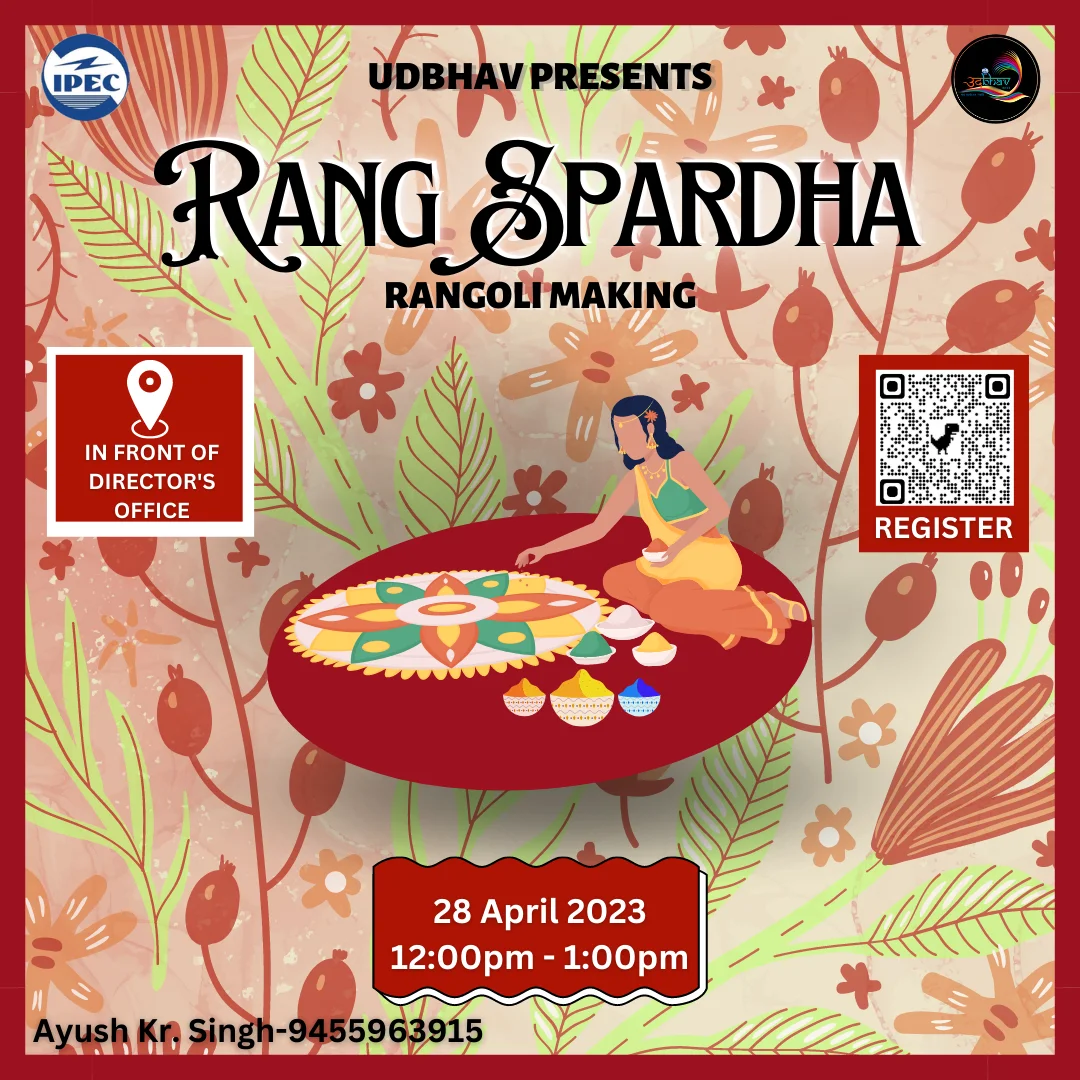 IPEC
UDBHAV PRESENTS
उदbhav
RANG SPARDHA
RANGOLI MAKING
IN FRONT OF
DIRECTOR'S
OFFICE
REGISTER
28 April 2023
12:00pm - 1:00pm
Ayush Kr. Singh-9455963915